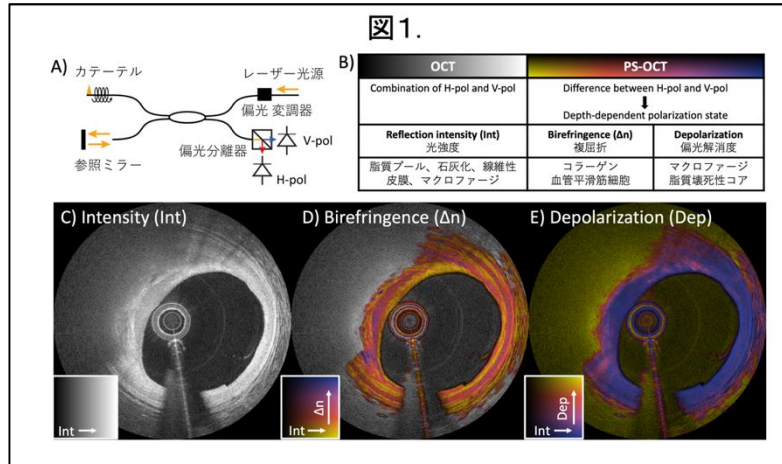 図1.
A)
カテーテル
レーザー光源
偏光 変調器
参照ミラー
偏光分離器
V-pol
H-pol
B)
OCT
PS-OCT
Combination of H-pol and V-pol
Difference between H-pol and V-pol
Depth-dependent polarization state
Reflection intensity (Int)
光強度
Birefringence (Δn)
複屈折
Depolarization
偏光解消度
脂質プール、石灰化、線維性
皮膜、マクロファージ
コラーゲン
血管平滑筋細胞
マクロファージ
脂質壊死性コア
C) Intensity (Int)
D) Birefringence (Δn)
E) Depolarization (Dep)
Int
Δn
Int
Dep
Int